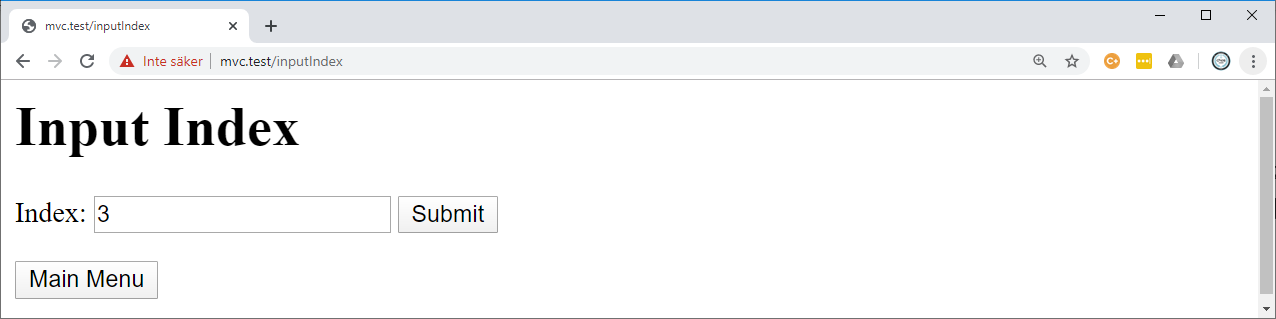 mvc.test/inputIndex
Inte säker mvc.test/inputIndex
Input Index
Index: 3 Submit
Main Menu